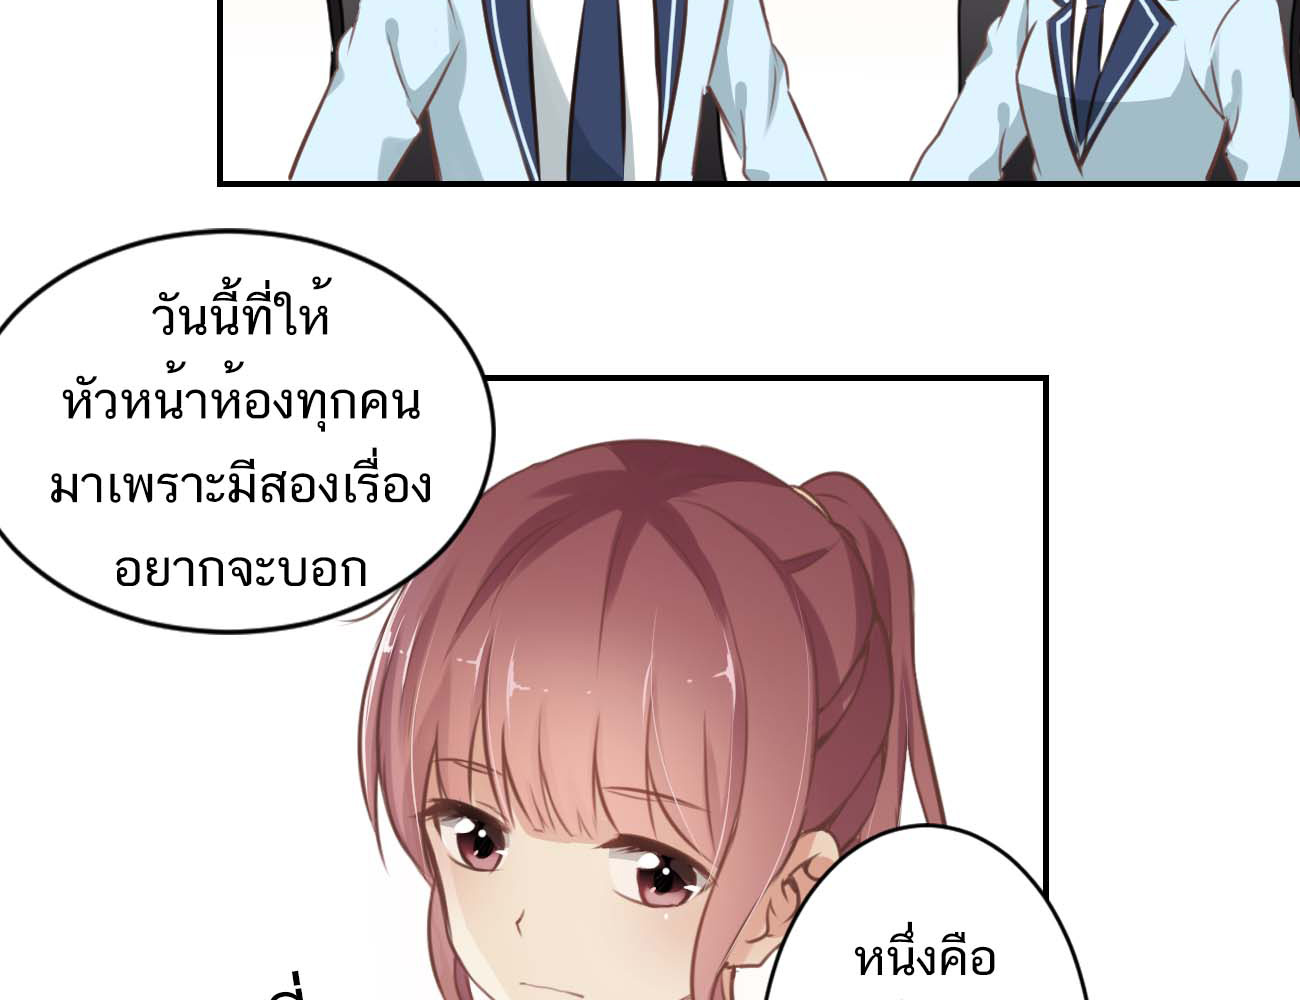 วันนี้ที่ให้
หัวหน้าห้องทุกคน
มาเพราะมีสองเรื่อง
อยากจะบอก
หนึ่งคือ